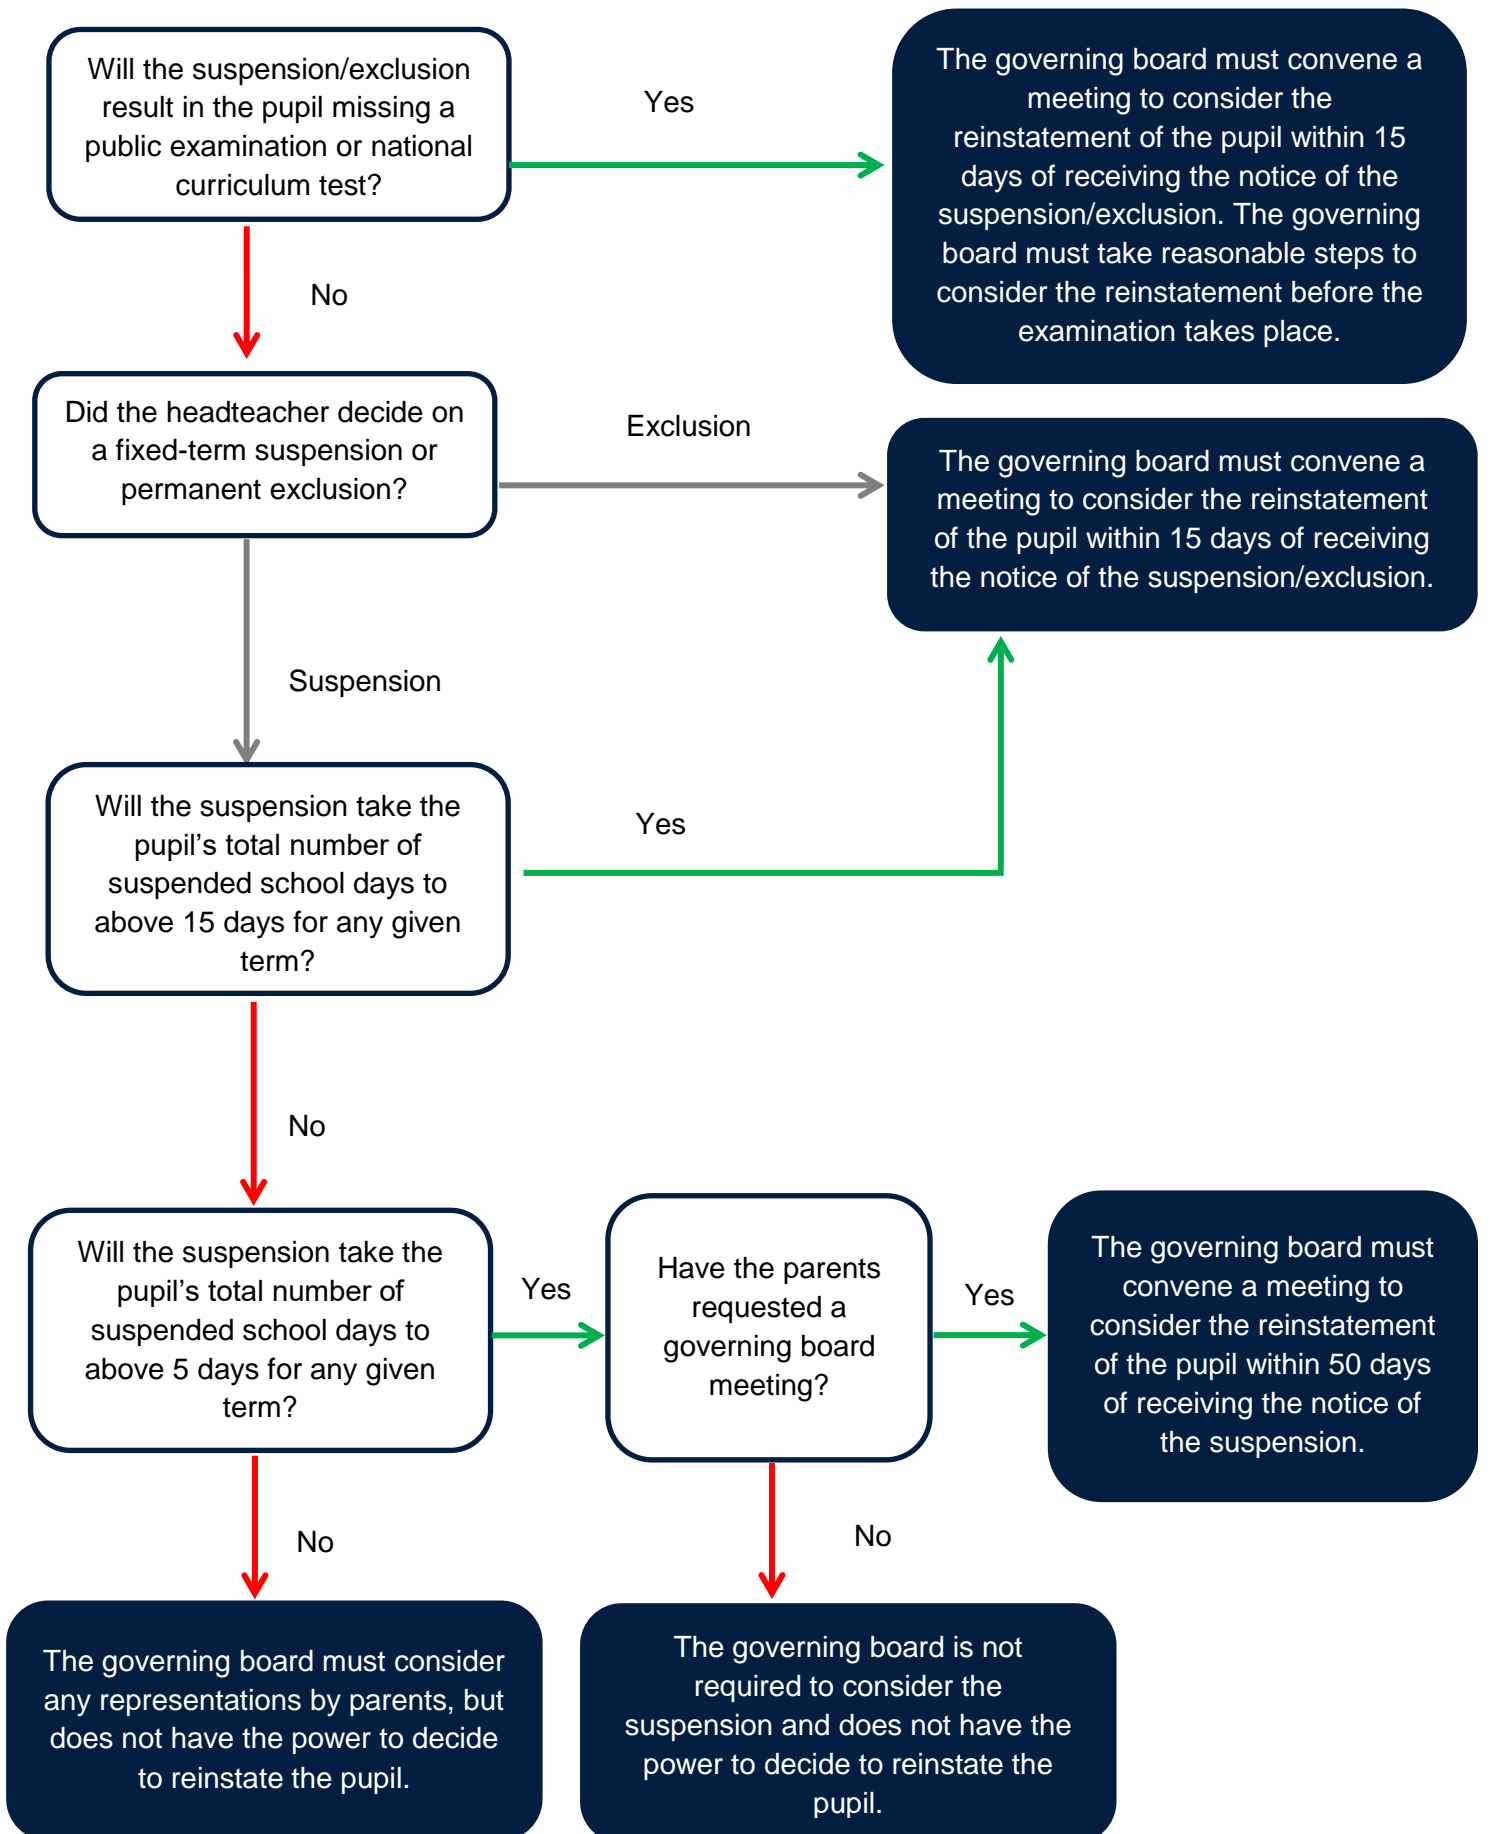 Will the suspension/exclusion
result in the pupil missing a
public examination or national
curriculum test?
Yes
The governing board must convene a
meeting to consider the
reinstatement of the pupil within 15
days of receiving the notice of the
suspension/exclusion. The governing
board must take reasonable steps to
consider the reinstatement before the
examination takes place.
No
Did the headteacher decide on
a fixed-term suspension or
permanent exclusion?
Exclusion
The governing board must convene a
meeting to consider the reinstatement
of the pupil within 15 days of receiving
the notice of the suspension/exclusion.
Suspension
Will the suspension take the
pupil’s total number of
suspended school days to
above 15 days for any given
term?
Yes
No
Will the suspension take the
pupil’s total number of
suspended school days to
above 5 days for any given
term?
Yes
Have the parents
requested a
governing board
meeting?
Yes
The governing board must
convene a meeting to
consider the reinstatement
of the pupil within 50 days
of receiving the notice of
the suspension.
No
No
The governing board must consider
any representations by parents, but
does not have the power to decide
to reinstate the pupil.
The governing board is not
required to consider the
suspension and does not have the
power to decide to reinstate the
pupil.